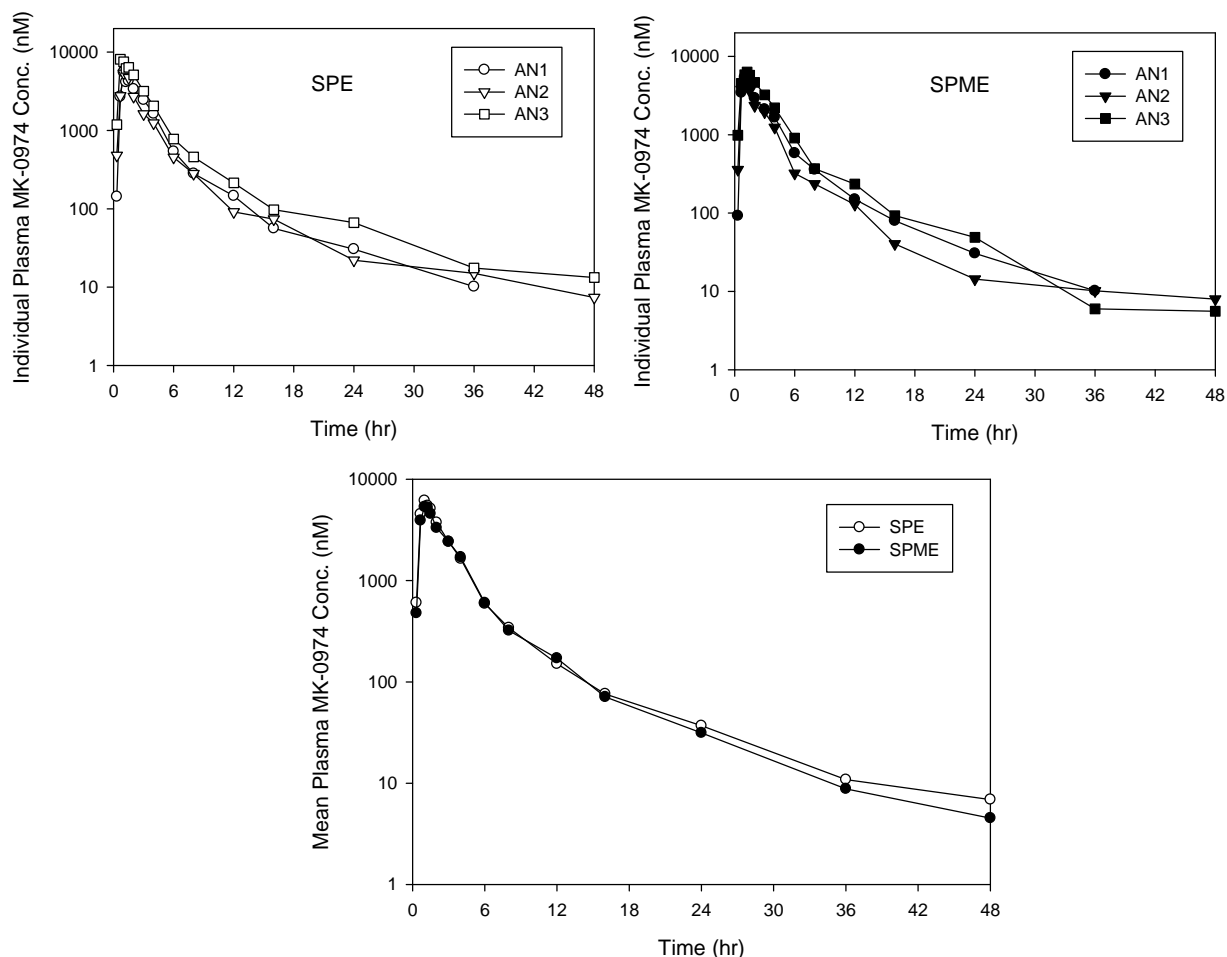 Individual Plasma MK-0974 Conc. (nM)
10000
1000
100
10
1
SPE
AN1
AN2
AN3
0 6 12 18 24 30 36 42 48
Time (hr)
Individual Plasma MK-0974 Conc. (nM)
10000
1000
100
10
1
SPME
AN1
AN2
AN3
0 6 12 18 24 30 36 42 48
Time (hr)
Mean Plasma MK-0974 Conc. (nM)
10000
1000
100
10
1
SPE
SPME
0 6 12 18 24 30 36 42 48
Time (hr)